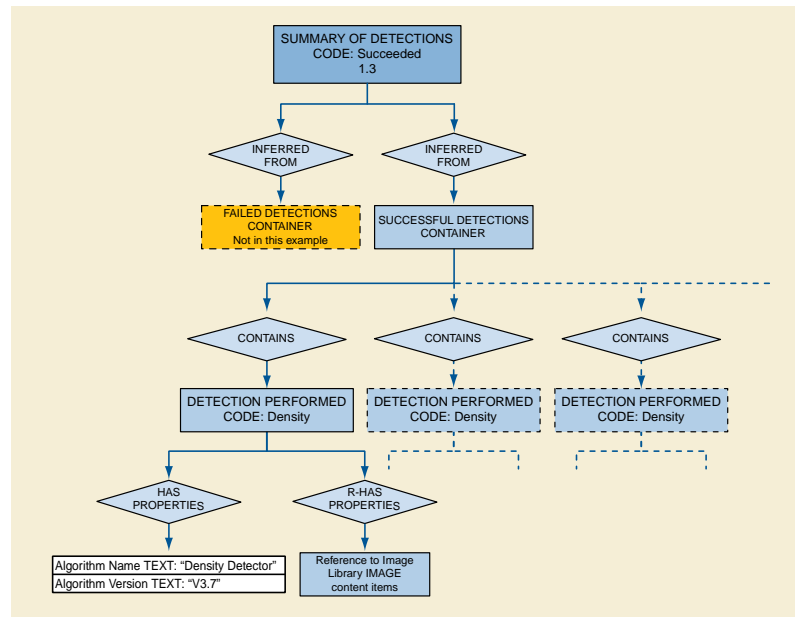 SUMMARY OF DETECTIONS
CODE: Succeeded
1.3
INFERRED
FROM
INFERRED
FROM
FAILED DETECTIONS
CONTAINER
Not in this example
SUCCESSFUL DETECTIONS
CONTAINER
CONTAINS
CONTAINS
CONTAINS
DETECTION PERFORMED
CODE: Density
DETECTION PERFORMED
CODE: Density
DETECTION PERFORMED
CODE: Density
HAS
PROPERTIES
R-HAS
PROPERTIES
Algorithm Name TEXT: “Density Detector”
Algorithm Version TEXT: “V3.7”
Reference to Image
Library IMAGE
content items